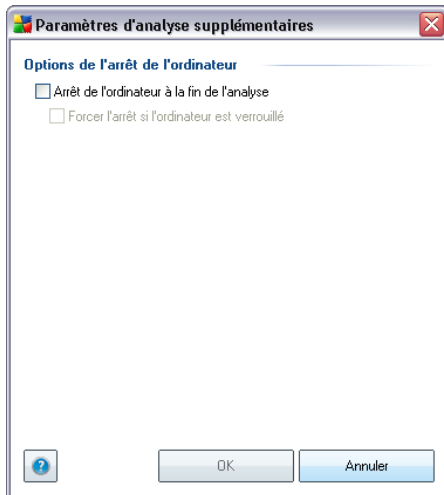 Paramètres d'analyse supplémentaires
Options de l'arrêt de l'ordinateur
Arrêt de l'ordinateur à la fin de l'analyse
Forcer l'arrêt si l'ordinateur est verrouillé
?
OK
Annuler